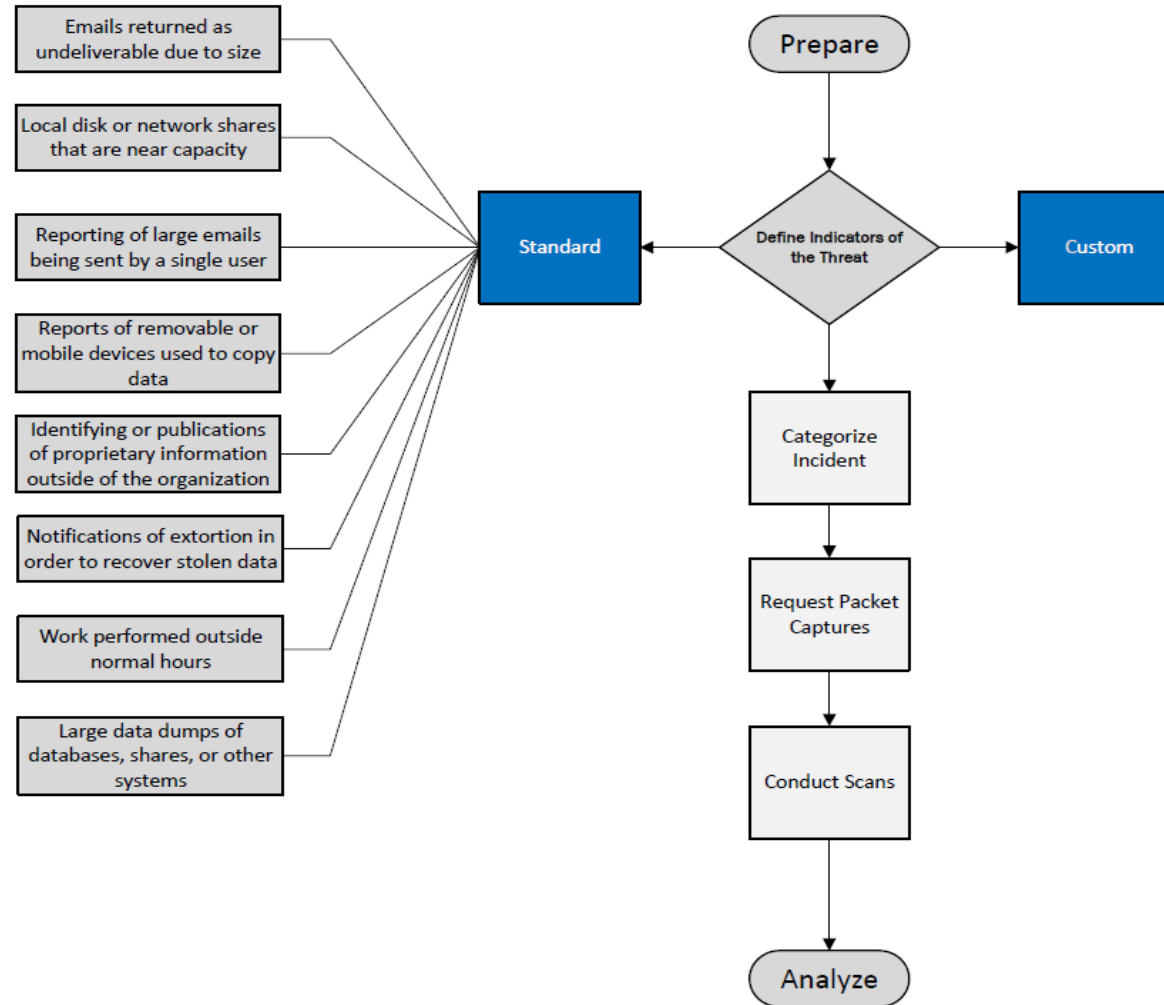 Emails returned as
undeliverable due to size
Prepare
Local disk or network shares
that are near capacity
Reporting of large emails
being sent by a single user
Standard
Define Indicators of
the Threat
Custom
Reports of removable or
mobile devices used to copy
data
Identifying or publications
of proprietary information
outside of the organization
Categorize
Incident
Notifications of extortion in
order to recover stolen data
Request Packet
Captures
Work performed outside
normal hours
Large data dumps of
databases, shares, or other
systems
Conduct Scans
Analyze